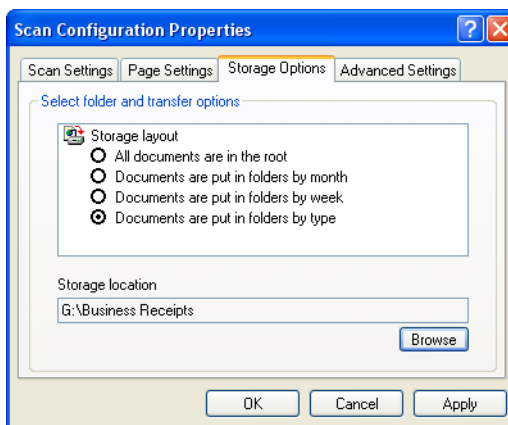 Scan Configuration Properties
Scan Settings Page Settings Storage Options Advanced Settings
Select folder and transfer options
Storage layout
All documents are in the root
Documents are put in folders by month
Documents are put in folders by week
Documents are put in folders by type
Storage location
G:\Business Receipts
Browse
OK Cancel Apply